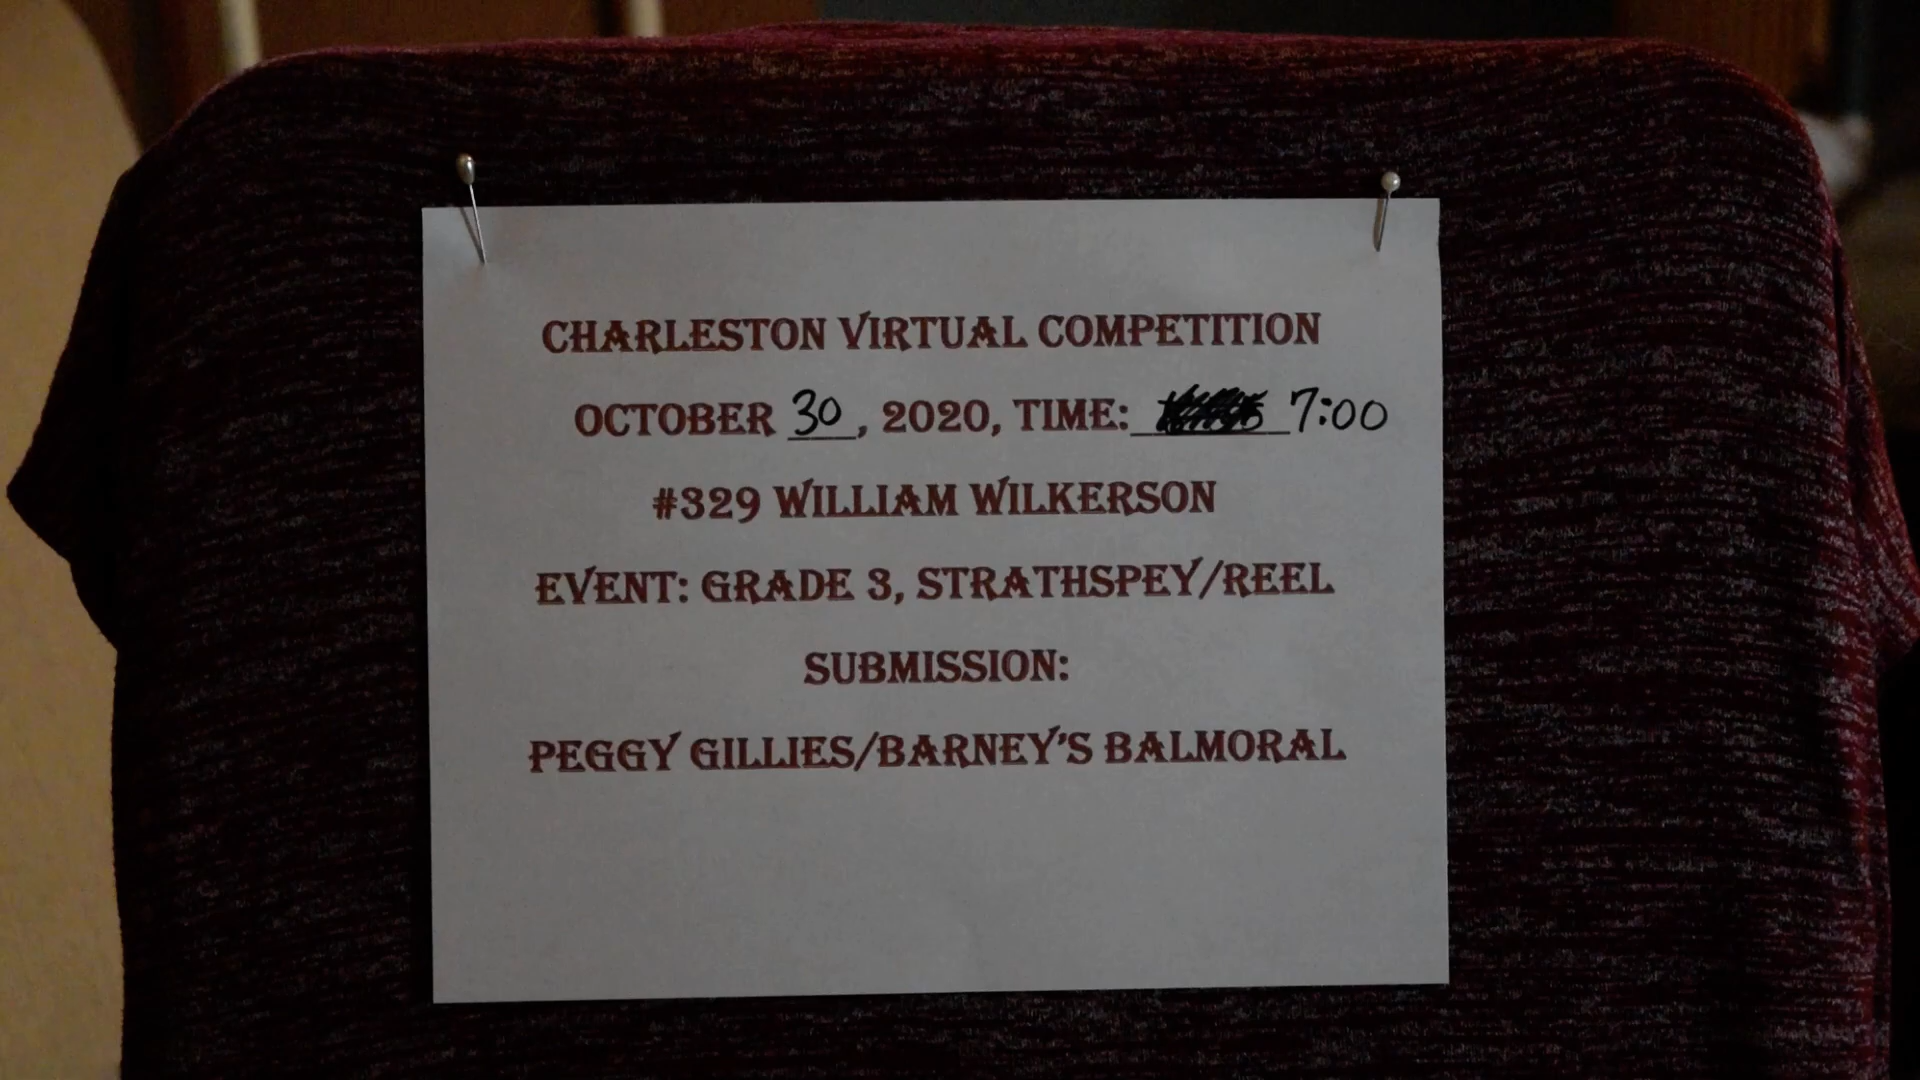 CHARLESTON VIRTUAL COMPETITION
OCTOBER 30, 2020, TIME: 7:00
#329 WILLIAM WILKERSON
EVENT: GRADE 3, STRATHSPEY/REEL
SUBMISSION:
PEGGY GILLIES/BARNEY'S BALMORAL